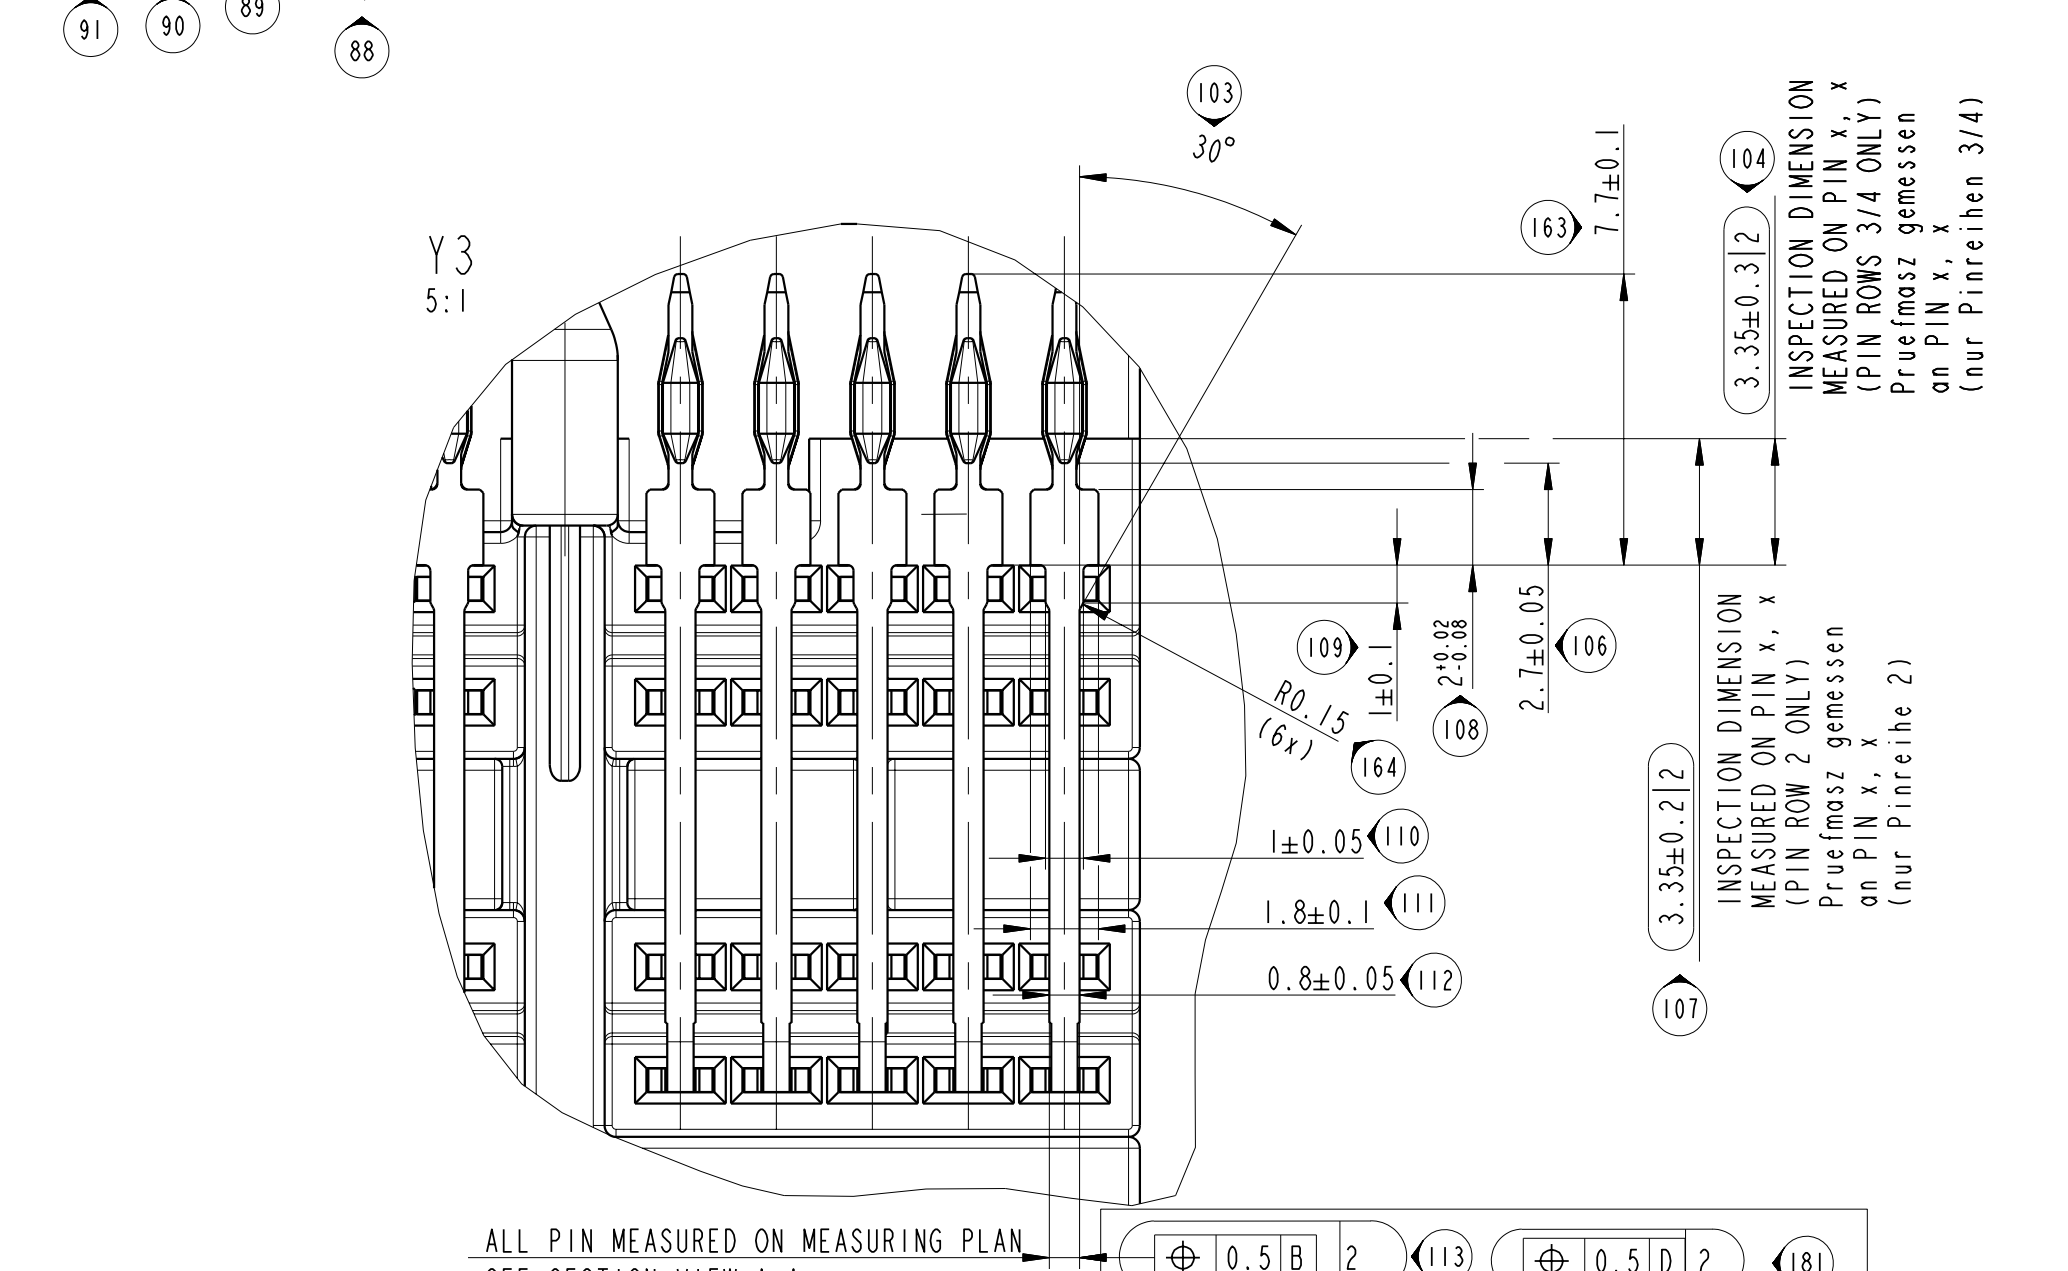 91
90
89
88
103
30°
Y3
5:1
163
7.7±0.1
104
3.35±0.3|2
INSPECTION DIMENSION
MEASURED ON PIN x, x
(PIN ROWS 3/4 ONLY)
Pruefmasz gemessen
an PIN x, x
(nur Pinreihen 3/4)
109
1±0.1
2+0.02
-0.08
108
2.7±0.05
106
R0.15
(6x)
164
3.35±0.2|2
107
INSPECTION DIMENSION
MEASURED ON PIN x, x
(PIN ROW 2 ONLY)
Pruefmasz gemessen
an PIN x, x
(nur Pinreihe 2)
1±0.05
110
1.8±0.1
111
0.8±0.05
112
ALL PIN MEASURED ON MEASURING PLAN
⌖ 0.5 B 2
113
⌖ 0.5 D 2
181